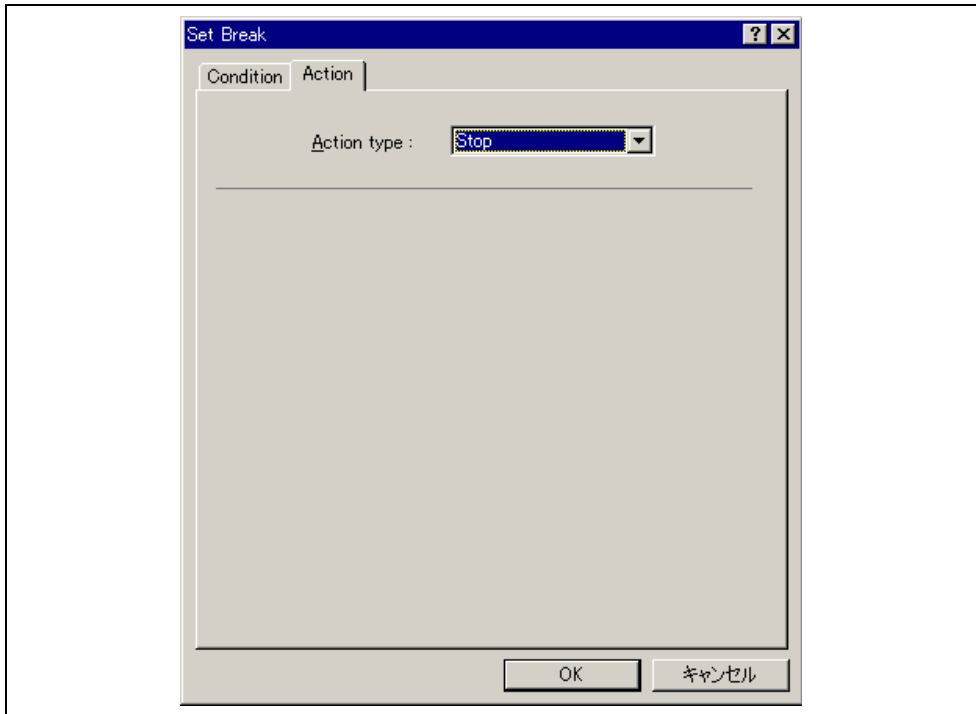 Set Break
Condition Action
Action type :
Stop
OK キャンセル